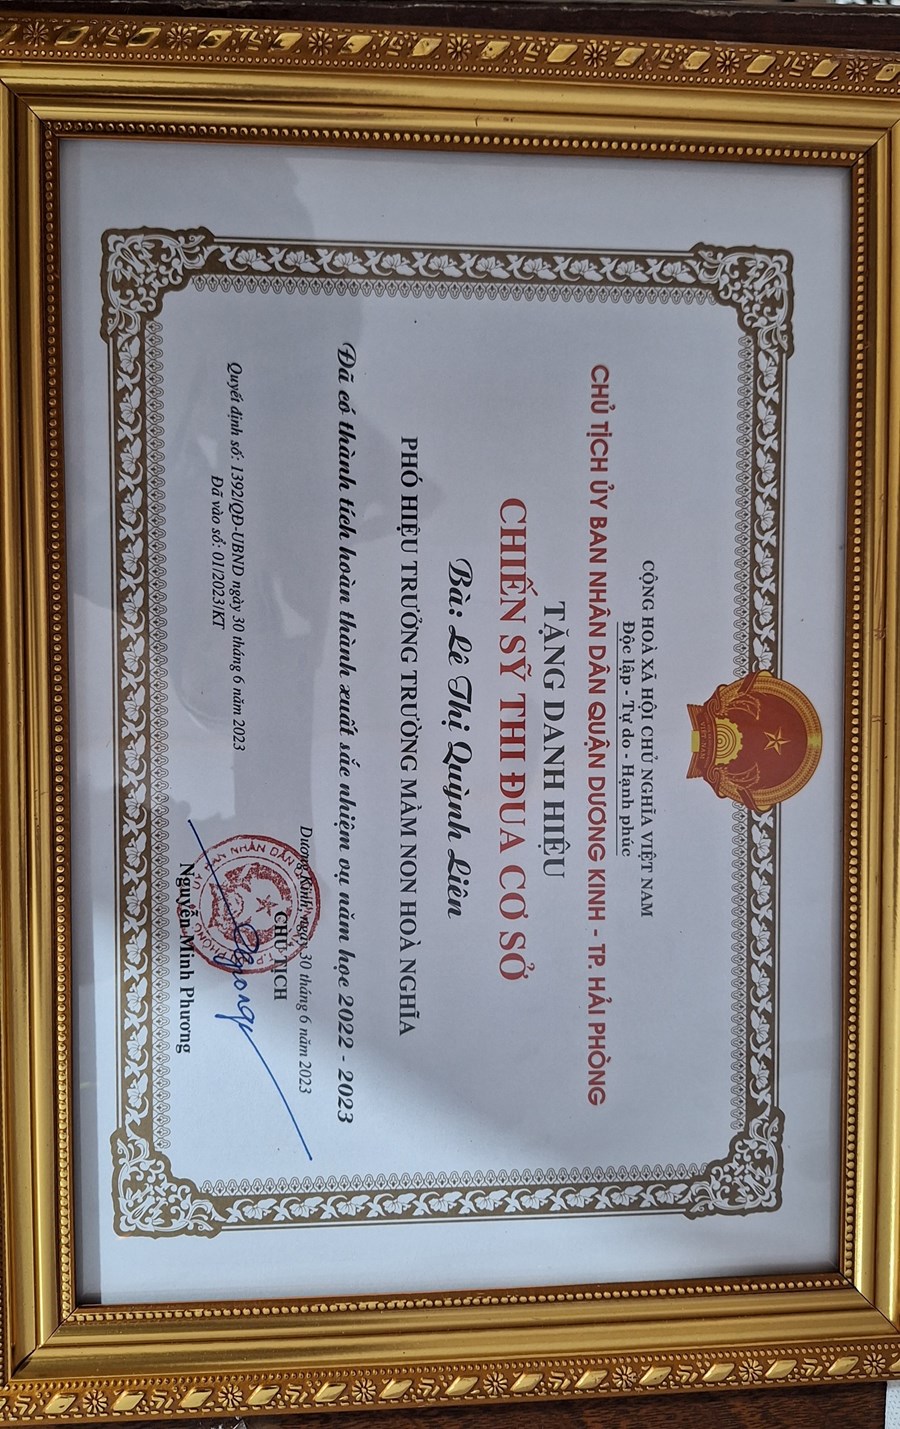 CỘNG HOÀ XÃ HỘI CHỦ NGHĨA VIỆT NAM
Độc lập - Tự do - Hạnh phúc
CHỦ TỊCH ỦY BAN NHÂN DÂN QUẬN DƯƠNG KINH - TP. HẢI PHÒNG
TẶNG DANH HIỆU
CHIẾN SỸ THI ĐUA CƠ SỞ
Bà: Lê Thị Quỳnh Liên
PHÓ HIỆU TRƯỞNG TRƯỜNG MẦM NON HOÀ NGHĨA
Đã có thành tích hoàn thành xuất sắc nhiệm vụ năm học 2022 - 2023
Quyết định số: 1392/QĐ-UBND ngày 30 tháng 6 năm 2023
Đã vào sổ: 01/2023/KT
Dương Kinh, ngày 30 tháng 6 năm 2023
CHỦ TỊCH
Nguyễn Minh Phương